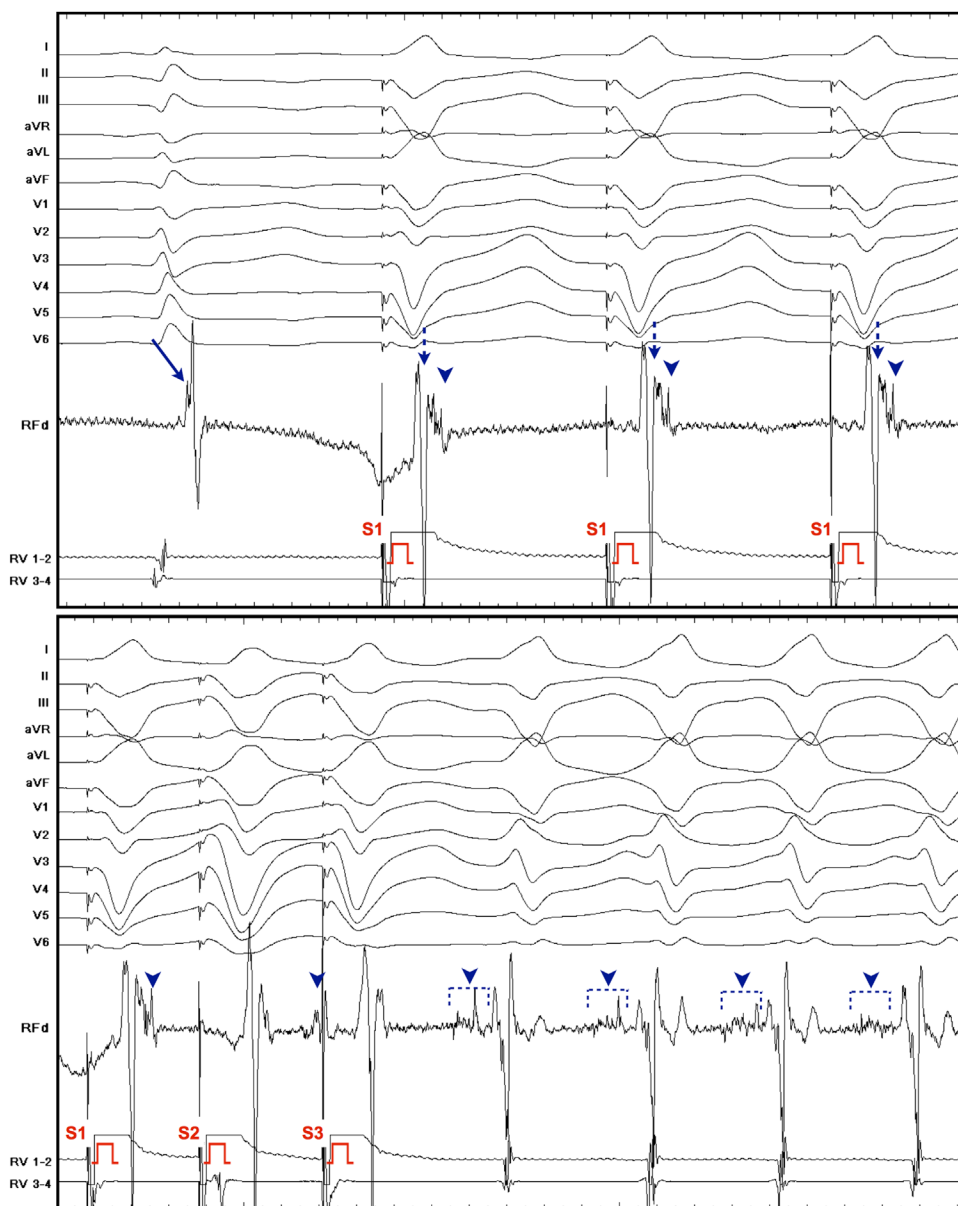 I
II
III
aVR
aVL
aVF
V1
V2
V3
V4
V5
V6
RFd
S1 S1 S1
RV 1-2
RV 3-4
I
II
III
aVR
aVL
aVF
V1
V2
V3
V4
V5
V6
RFd
S1 S2 S3
RV 1-2
RV 3-4